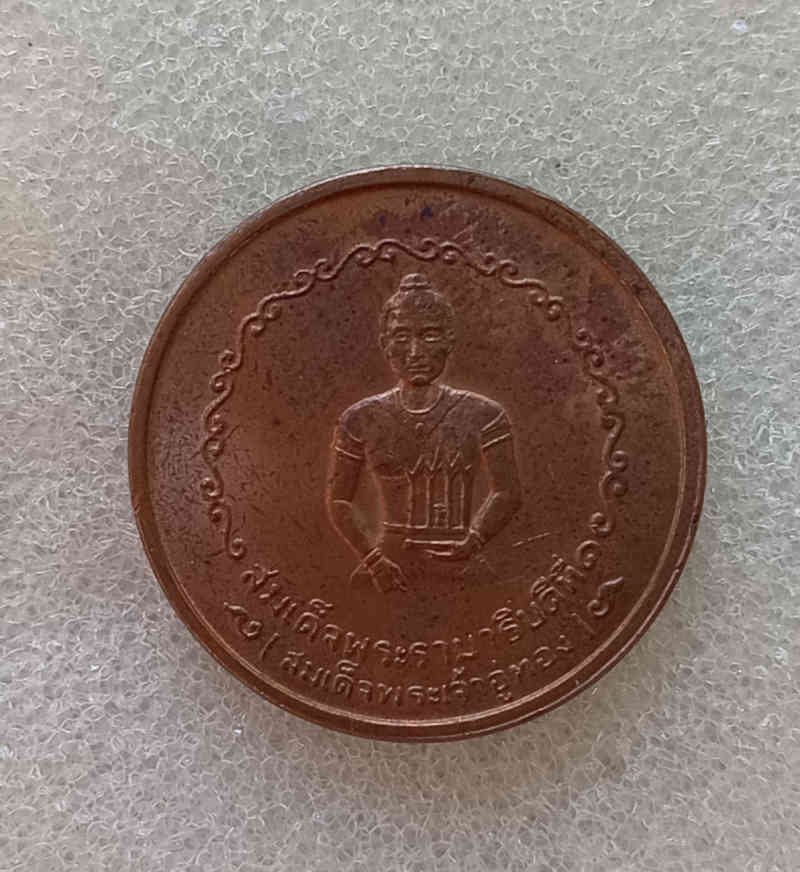 สมเด็จพระรามาธิบดีที่๑
(สมเด็จพระเจ้าอู่ทอง)